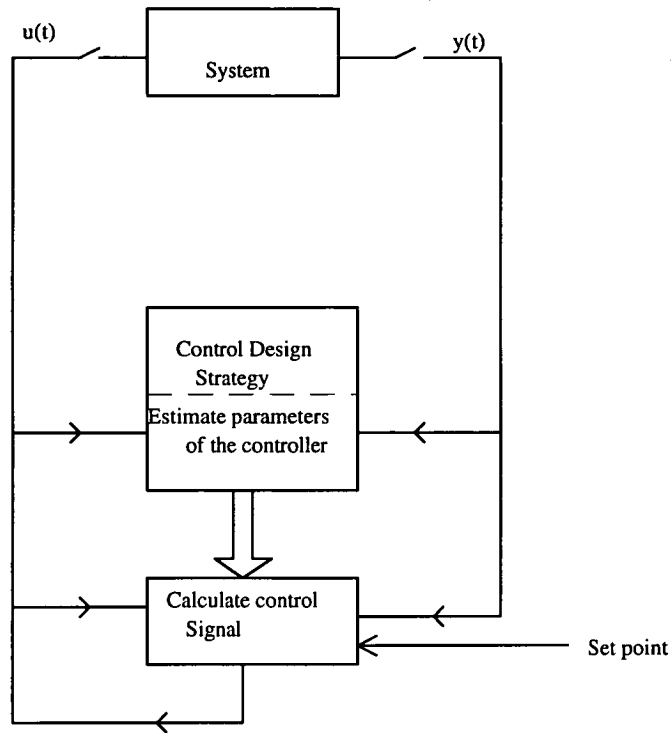 u(t)
System
y(t)
Control Design
Strategy
Estimate parameters
of the controller
Calculate control
Signal
Set point